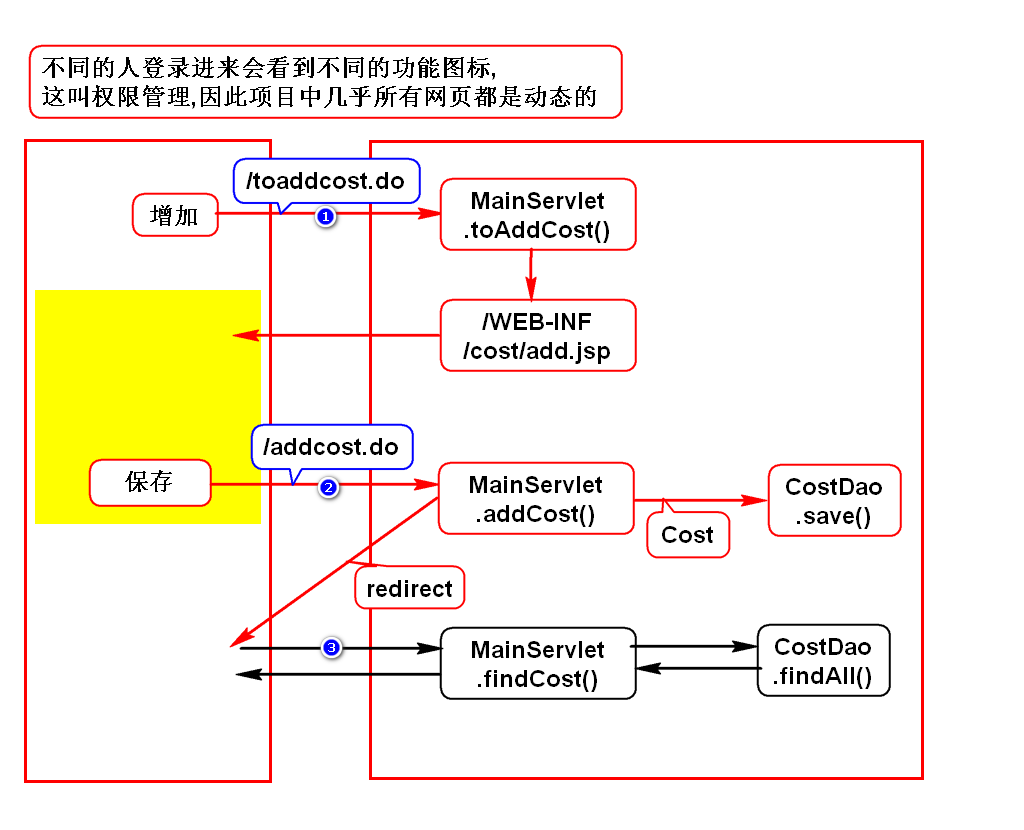 不同的人登录进来会看到不同的功能图标,
这叫权限管理,因此项目中几乎所有网页都是动态的
/toaddcost.do
增加
1
MainServlet
.toAddCost()
/WEB-INF
/cost/add.jsp
/addcost.do
保存
2
MainServlet
.addCost()
Cost
CostDao
.save()
redirect
3
MainServlet
.findCost()
CostDao
.findAll()